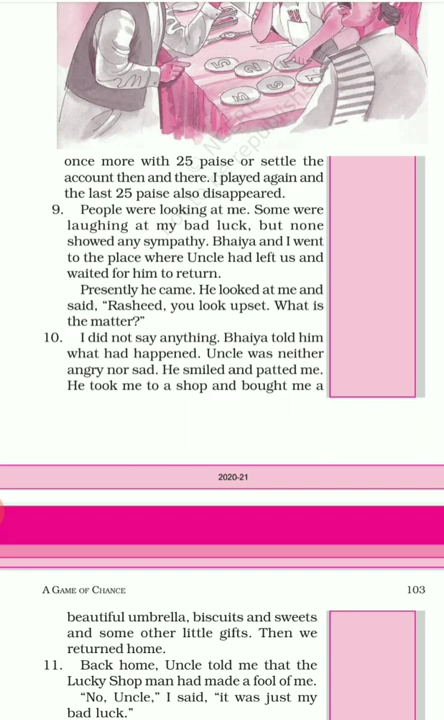 once more with 25 paise or settle the
account then and there. I played again and
the last 25 paise also disappeared.
9. People were looking at me. Some were
laughing at my bad luck, but none
showed any sympathy. Bhaiya and I went
to the place where Uncle had left us and
waited for him to return.
Presently he came. He looked at me and
said, “Rasheed, you look upset. What is
the matter?”
10. I did not say anything. Bhaiya told him
what had happened. Uncle was neither
angry nor sad. He smiled and patted me.
He took me to a shop and bought me a
2020-21
A GAME OF CHANCE 103
beautiful umbrella, biscuits and sweets
and some other little gifts. Then we
returned home.
11. Back home, Uncle told me that the
Lucky Shop man had made a fool of me.
“No, Uncle,” I said, “it was just my
bad luck.”